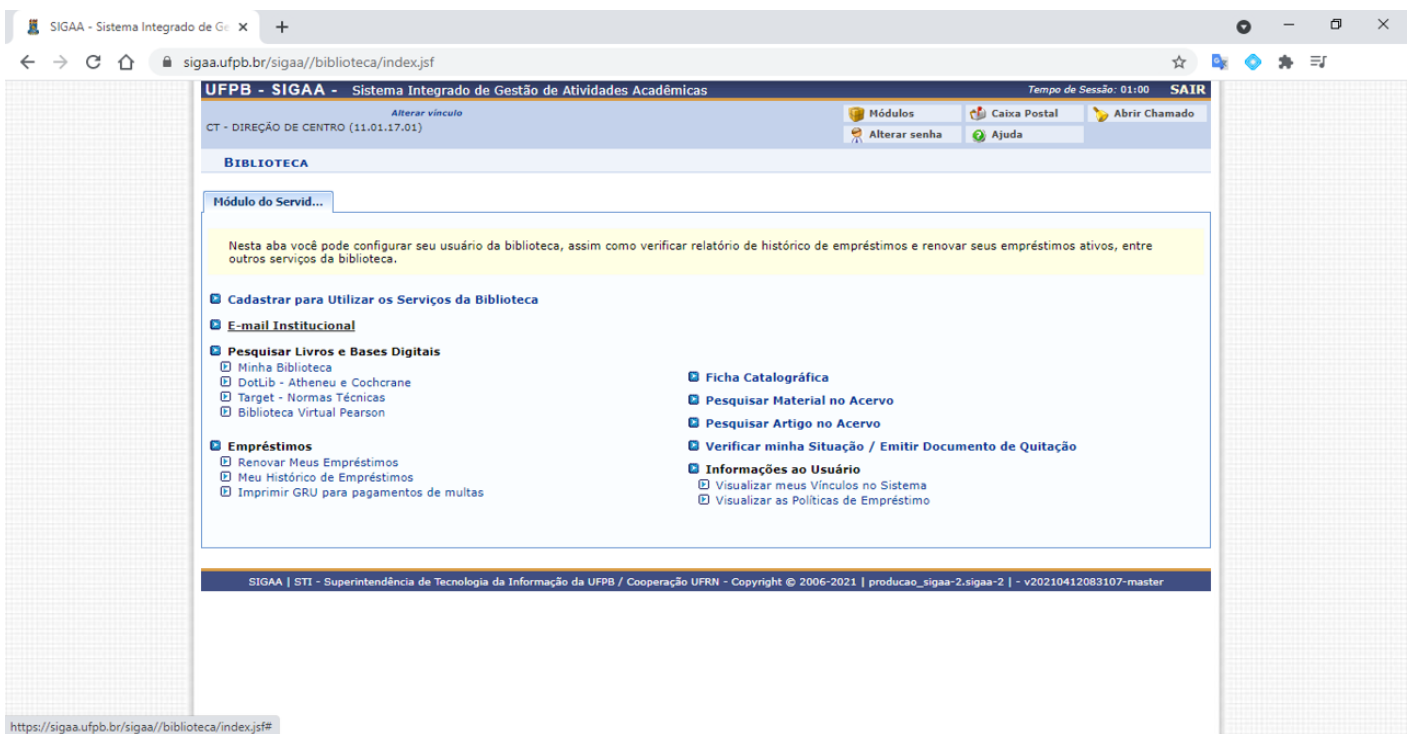 SIGAA - Sistema Integrado de Ge
sigaa.ufpb.br/sigaa//biblioteca/index.jsf
UFPB - SIGAA - Sistema Integrado de Gestão de Atividades Acadêmicas
Tempo de Sessão: 01:00 SAIR
Alterar vínculo
CT - DIREÇÃO DE CENTRO (11.01.17.01)
Módulos Caixa Postal Abrir Chamado
Alterar senha Ajuda
BIBLIOTECA
Módulo do Servid...
Nesta aba você pode configurar seu usuário da biblioteca, assim como verificar relatório de histórico de empréstimos e renovar seus empréstimos ativos, entre
outros serviços da biblioteca.
Cadastrar para Utilizar os Serviços da Biblioteca
E-mail Institucional
Pesquisar Livros e Bases Digitais
Minha Biblioteca
DotLib - Atheneu e Cochcrane
Target - Normas Técnicas
Biblioteca Virtual Pearson
Empréstimos
Renovar Meus Empréstimos
Meu Histórico de Empréstimos
Imprimir GRU para pagamentos de multas
Ficha Catalográfica
Pesquisar Material no Acervo
Pesquisar Artigo no Acervo
Verificar minha Situação / Emitir Documento de Quitação
Informações ao Usuário
Visualizar meus Vínculos no Sistema
Visualizar as Políticas de Empréstimo
SIGAA | STI - Superintendência de Tecnologia da Informação da UFPB / Cooperação UFRN - Copyright © 2006-2021 | producao_sigaa-2.sigaa-2 | - v20210412083107-master
https://sigaa.ufpb.br/sigaa//biblioteca/index.jsf#